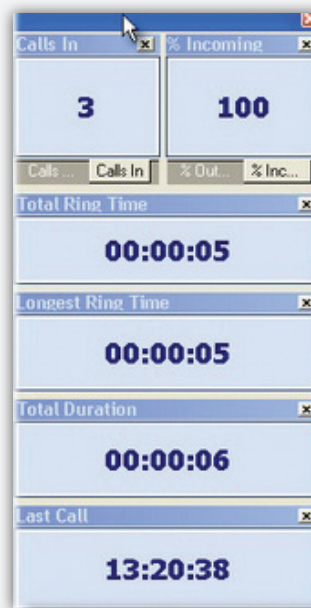 Calls In % Incoming
3 100
Calls ... Calls In % Out... % Inc...
Total Ring Time
00:00:05
Longest Ring Time
00:00:05
Total Duration
00:00:06
Last Call
13:20:38